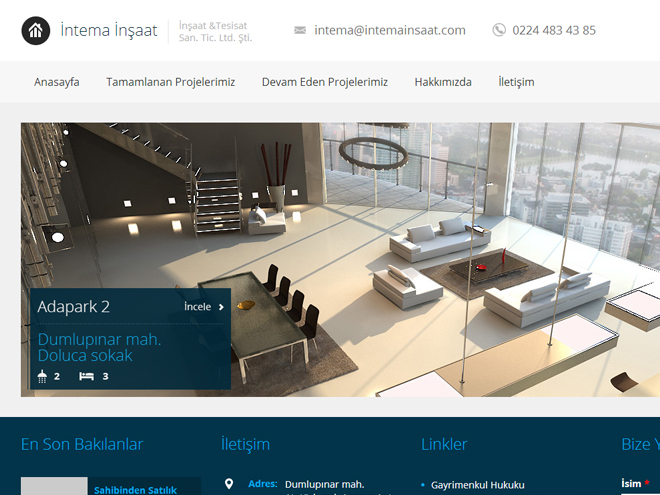 İntema İnşaat
İnşaat &Tesisat
San. Tic. Ltd. Şti.
intema@intemainsaat.com
0224 483 43 85
Anasayfa
Tamamlanan Projelerimiz
Devam Eden Projelerimiz
Hakkımızda
İletişim
Adapark 2
İncele
Dumlupınar mah.
Doluca sokak
2
3
En Son Bakılanlar
İletişim
Linkler
Bize Y
Sahibinden Satılık
Adres: Dumlupınar mah.
Gayrimenkul Hukuku
İsim *